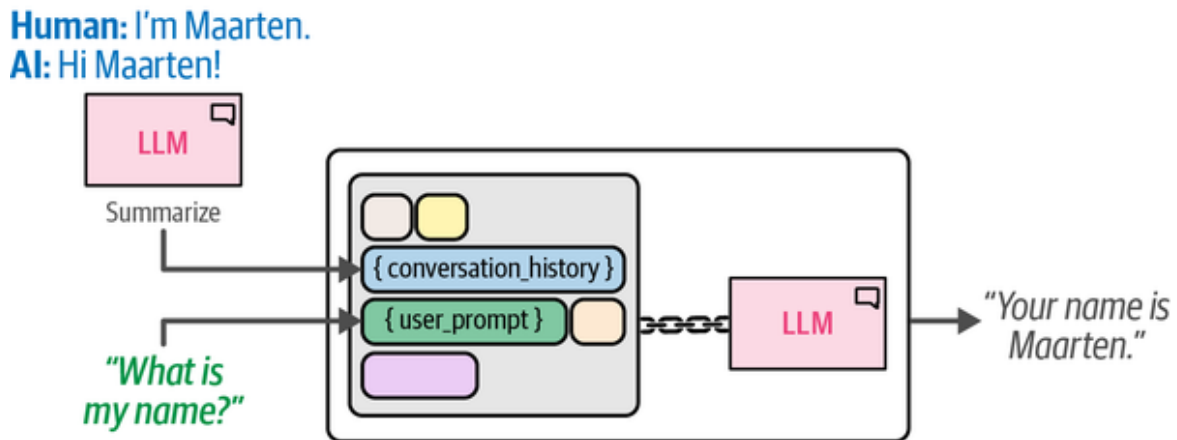 Human: I'm Maarten.
AI: Hi Maarten!
LLM
Summarize
{ conversation_history }
{ user_prompt }
"What is
my name?"
LLM
"Your name is
Maarten."